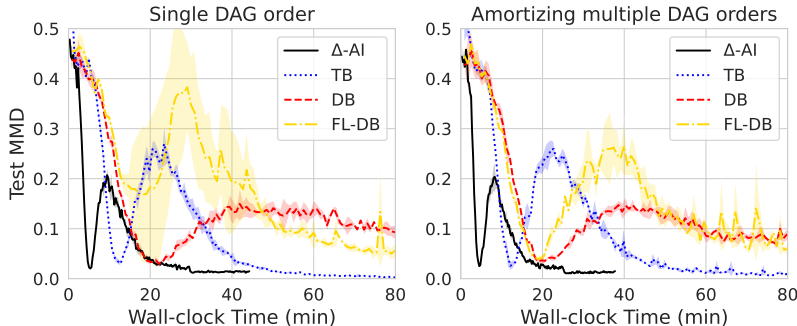 Single DAG order
Test MMD
0.5
0.4
0.3
0.2
0.1
0.0
0
20
40
60
80
Wall-clock Time (min)
Δ-AI
TB
DB
FL-DB
Amortizing multiple DAG orders
0.5
0.4
0.3
0.2
0.1
0.0
0
20
40
60
80
Wall-clock Time (min)
Δ-AI
TB
DB
FL-DB